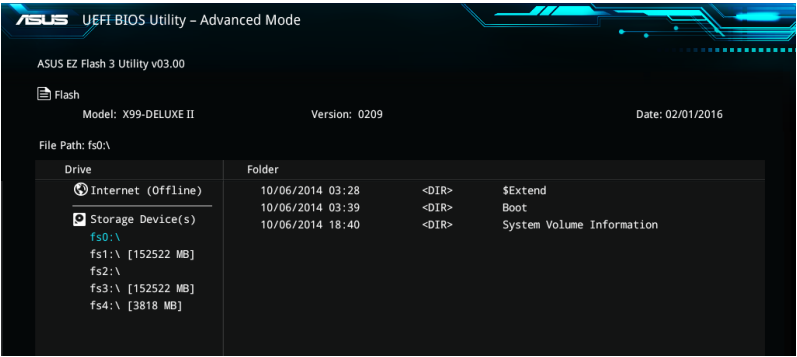 ASUS UEFI BIOS Utility – Advanced Mode
ASUS EZ Flash 3 Utility v03.00
Flash
Model: X99-DELUXE II Version: 0209 Date: 02/01/2016
File Path: fs0:\
Drive Folder
Internet (Offline) 10/06/2014 03:28 <DIR> $Extend
10/06/2014 03:39 <DIR> Boot
Storage Device(s) 10/06/2014 18:40 <DIR> System Volume Information
fs0:\
fs1:\ [152522 MB]
fs2:\
fs3:\ [152522 MB]
fs4:\ [3818 MB]